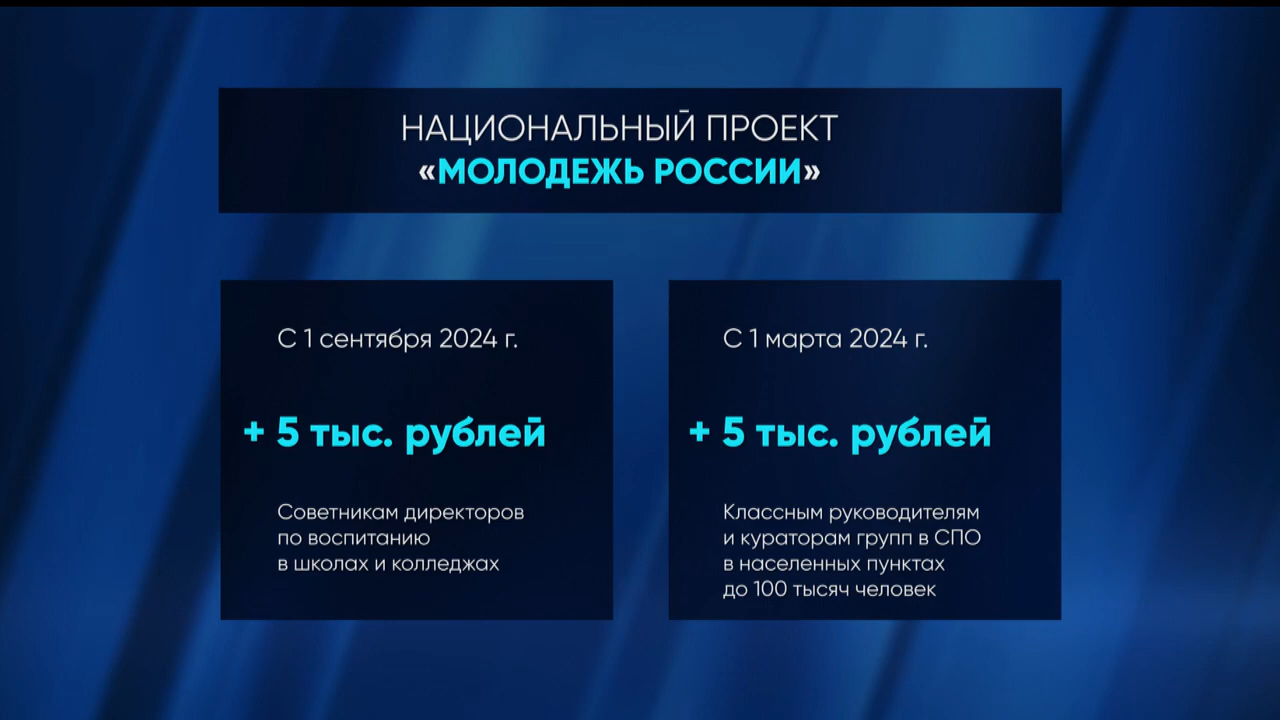 НАЦИОНАЛЬНЫЙ ПРОЕКТ
«МОЛОДЕЖЬ РОССИИ»
С 1 сентября 2024 г.
+ 5 тыс. рублей
Советникам директоров
по воспитанию
в школах и колледжах
С 1 марта 2024 г.
+ 5 тыс. рублей
Классным руководителям
и кураторам групп в СПО
в населенных пунктах
до 100 тысяч человек